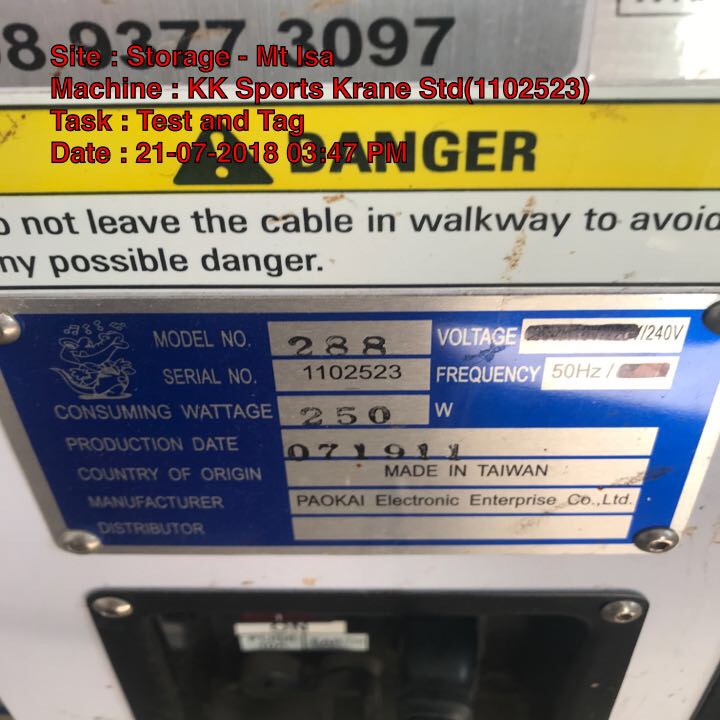 8 9377 3097
Site : Storage - Mt Isa
Machine : KK Sports Krane Std(1102523)
Task : Test and Tag
Date : 21-07-2018 03:47 PM
DANGER
not leave the cable in walkway to avoid
any possible danger.
MODEL NO. 288
VOLTAGE /240V
SERIAL NO. 1102523
FREQUENCY 50Hz /
CONSUMING WATTAGE 250 W
PRODUCTION DATE 071911
COUNTRY OF ORIGIN MADE IN TAIWAN
MANUFACTURER PAOKAI Electronic Enterprise Co.,Ltd.
DISTRIBUTOR